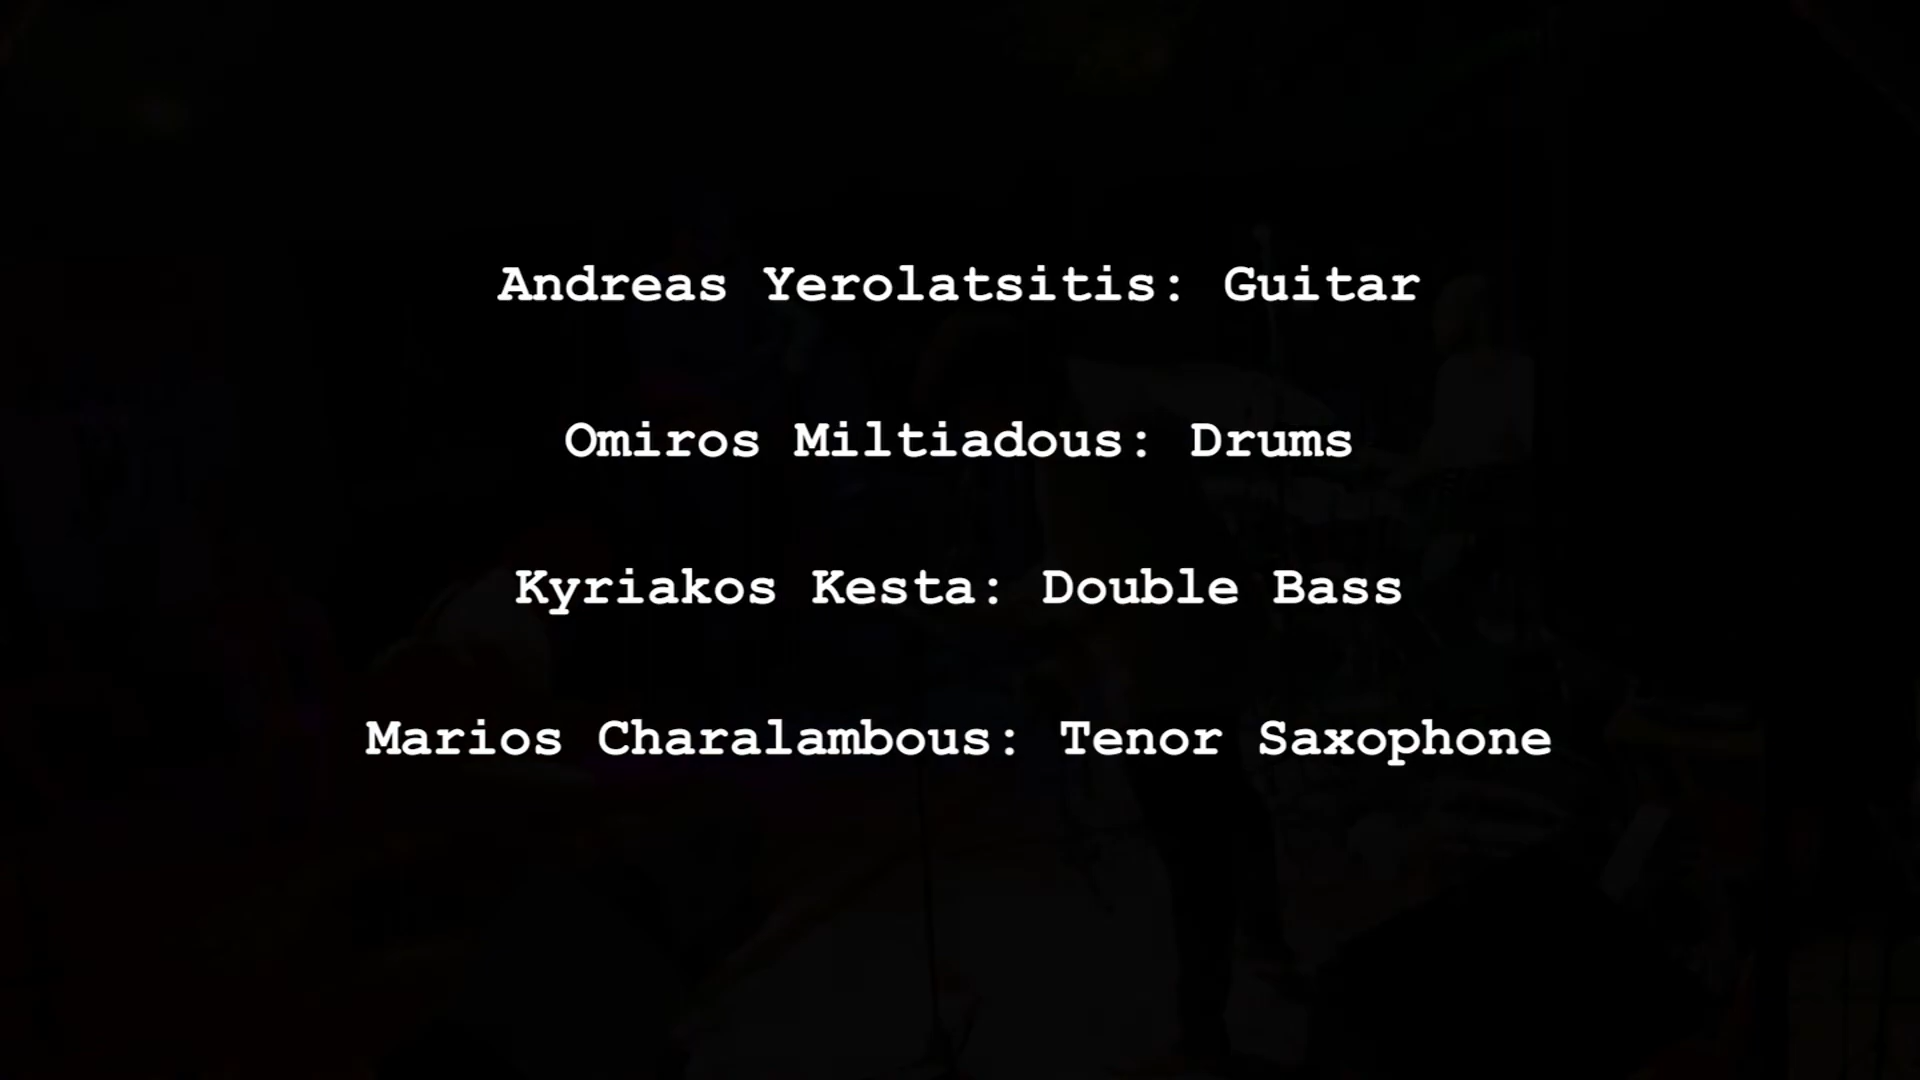 Andreas Yerolatsitis: Guitar
Omiros Miltiadous: Drums
Kyriakos Kesta: Double Bass
Marios Charalambous: Tenor Saxophone